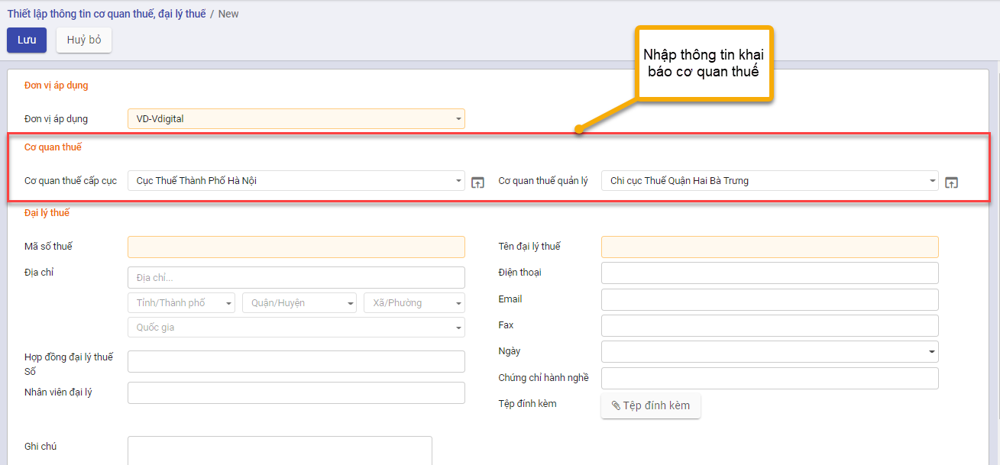 Thiết lập thông tin cơ quan thuế, đại lý thuế / New
Lưu
Huỷ bỏ
Nhập thông tin khai
báo cơ quan thuế
Đơn vị áp dụng
Đơn vị áp dụng
VD-Vdigital
Cơ quan thuế
Cơ quan thuế cấp cục
Cục Thuế Thành Phố Hà Nội
Cơ quan thuế quản lý
Chi cục Thuế Quận Hai Bà Trưng
Đại lý thuế
Mã số thuế
Tên đại lý thuế
Địa chỉ
Địa chỉ...
Điện thoại
Tỉnh/Thành phố
Quận/Huyện
Xã/Phường
Email
Quốc gia
Fax
Hợp đồng đại lý thuế
Số
Ngày
Chứng chỉ hành nghề
Nhân viên đại lý
Tệp đính kèm
Tệp đính kèm
Ghi chú